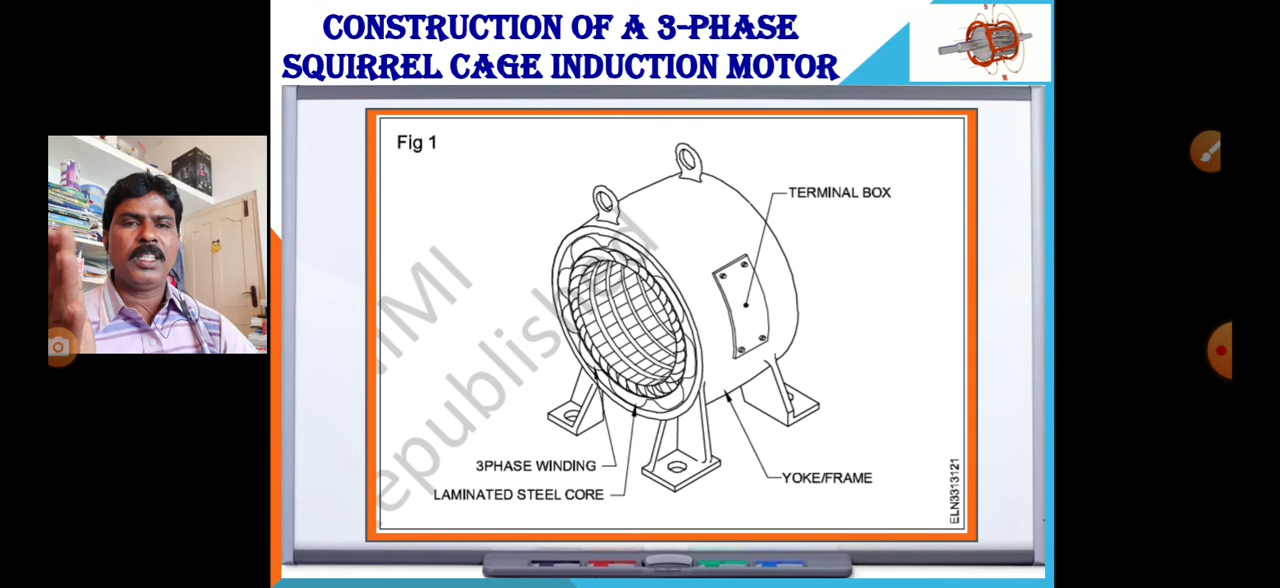 CONSTRUCTION OF A 3-PHASE
SQUIRREL CAGE INDUCTION MOTOR
S
N
Fig 1
TERMINAL BOX
3PHASE WINDING
LAMINATED STEEL CORE
YOKE/FRAME
ELN3313121
epublished